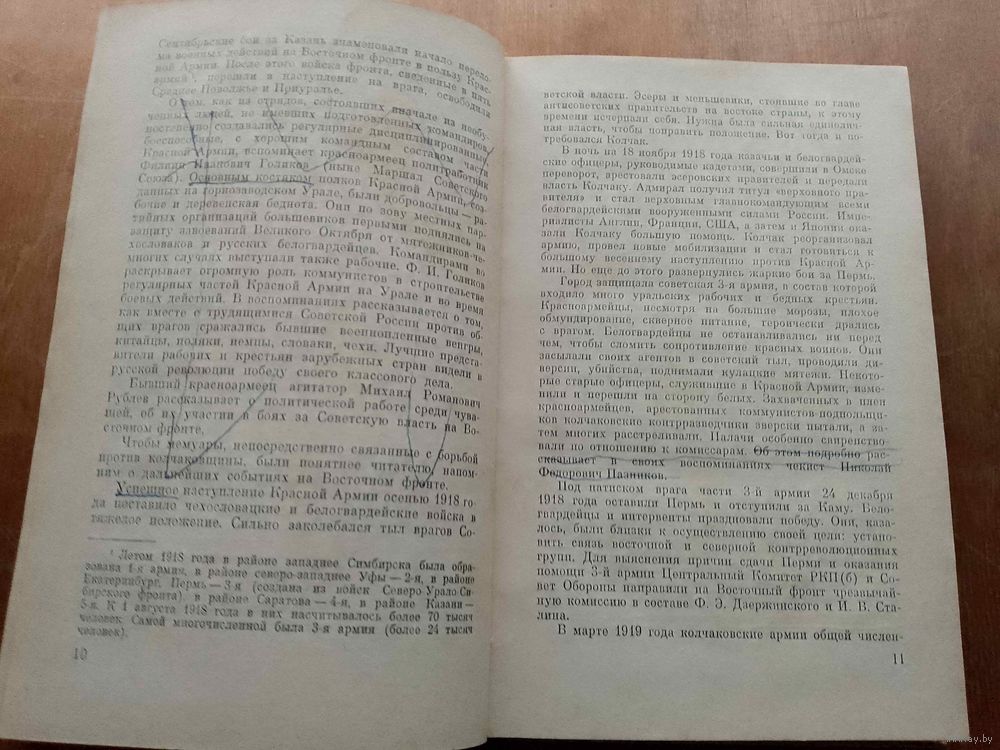 Сентябрьские бои за Казань знаменовали начало перело-
ма военных действий на Восточном фронте в пользу Крас-
ной Армии. После этого войска фронта, сведенные в пять
армий¹, перешли в наступление на врага, освободили
Среднее Поволжье и Приуралье.
О том, как из отрядов, состоявших вначале из необу-
ченных людей, не имевших подготовленных командиров,
постепенно создавались регулярные дисциплинированные,
боеспособные, с хорошим командным составом части
Красной Армии, вспоминает красноармеец политработник
Филипп Иванович Голиков (ныне Маршал Советского
Союза). Основным костяком полков Красной Армии, соз-
данных на горнозаводском Урале, были добровольцы — ра-
бочие и деревенская беднота. Они по зову местных пар-
тийных организаций большевиков первыми поднялись на
защиту завоеваний Великого Октября от мятежников-че-
хословаков и русских белогвардейцев. Командирами во
многих случаях выступали также рабочие. Ф. И. Голиков
раскрывает огромную роль коммунистов в строительстве
регулярных частей Красной Армии на Урале и во время
боевых действий. В воспоминаниях рассказывается о том,
как вместе с трудящимися Советской России против об-
щих врагов сражались бывшие военнопленные венгры,
китайцы, поляки, немцы, словаки, чехи. Лучшие предста-
вители рабочих и крестьян зарубежных стран видели в
русской революции победу своего классового дела.
Бывший красноармеец агитатор Михаил Романович
Рублев рассказывает о политической работе среди чува-
шей, об их участии в боях за Советскую власть на Во-
сточном фронте.
Чтобы мемуары, непосредственно связанные с борьбой
против колчаковщины, были понятнее читателю, напом-
ним о дальнейших событиях на Восточном фронте.
Успешное наступление Красной Армии осенью 1918 го-
да поставило чехословацкие и белогвардейские войска в
тяжелое положение. Сильно заколебался тыл врагов Со-
¹ Летом 1918 года в районе западнее Симбирска была обра-
зована 1-я армия, в районе северо-западнее Уфы — 2-я, в районе
Екатеринбург, Пермь — 3-я (создана из войск Северо-Урало-Си-
бирского фронта), в районе Саратова — 4-я, в районе Казани —
5-я. К 1 августа 1918 года в них насчитывалось более 70 тысяч
человек Самой многочисленной была 3-я армия (более 24 тысяч
человек).
10
ветской власти. Эсеры и меньшевики, стоявшие во главе
антисоветских правительств на востоке страны, к этому
времени исчерпали себя. Нужна была сильная единолич-
ная власть, чтобы поправить положение. Вот тогда и по-
требовался Колчак.
В ночь на 18 ноября 1918 года казачьи и белогвардей-
ские офицеры, руководимые кадетами, совершили в Омске
переворот, арестовали эсеровских правителей и передали
власть Колчаку. Адмирал получил титул «верховного пра-
вителя» и стал верховным главнокомандующим всеми
белогвардейскими вооруженными силами России. Импе-
риалисты Англии, Франции, США, а затем и Японии ока-
зали Колчаку большую помощь. Колчак реорганизовал
армию, провел новые мобилизации и стал готовиться к
большому весеннему наступлению против Красной Ар-
мии. Но еще до этого развернулись жаркие бои за Пермь.
Город защищала советская 3-я армия, в состав которой
входило много уральских рабочих и бедных крестьян.
Красноармейцы, несмотря на большие морозы, плохое
обмундирование, скверное питание, героически дрались
с врагом. Белогвардейцы не останавливались ни перед
чем, чтобы сломить сопротивление красных воинов. Они
засылали своих агентов в советский тыл, проводили ди-
версии, убийства, поднимали кулацкие мятежи. Некото-
рые старые офицеры, служившие в Красной Армии, изме-
нили и перешли на сторону белых. Захваченных в плен
красноармейцев, арестованных коммунистов-подпольщи-
ков колчаковские контрразведчики зверски пытали, а за-
тем многих расстреливали. Палачи особенно свирепство-
вали по отношению к комиссарам. Об этом подробно рас-
сказывает в своих воспоминаниях чекист Николай
Федорович Пазников.
Под натиском врага части 3-й армии 24 декабря
1918 года оставили Пермь и отступили за Каму. Бело-
гвардейцы и интервенты праздновали победу. Они, каза-
лось, были близки к осуществлению своей цели: устано-
вить связь восточной и северной контрреволюционных
групп. Для выяснения причин сдачи Перми и оказания
помощи 3-й армии Центральный Комитет РКП(б) и Со-
вет Обороны направили на Восточный фронт чрезвычай-
ную комиссию в составе Ф. Э. Дзержинского и И. В. Ста-
лина.
В марте 1919 года колчаковские армии общей числен-
11